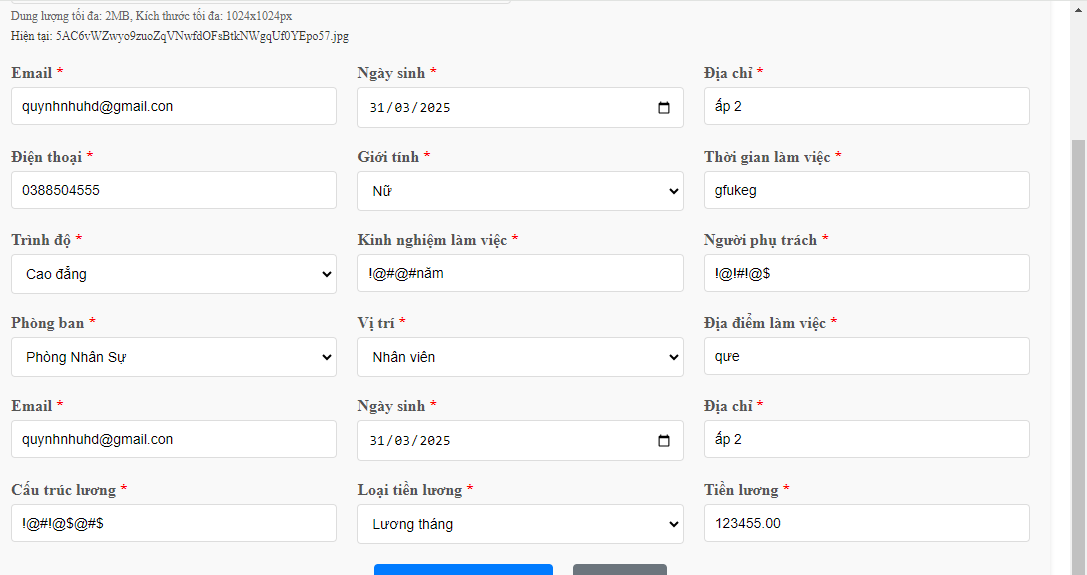 Dung lượng tối đa: 2MB, Kích thước tối đa: 1024x1024px
Hiện tại: 5AC6vWZwyo9zuoZqVNwfdOFsBtkNWgqUf0YEpo57.jpg
Email * Ngày sinh * Địa chỉ *
quynhnhuhd@gmail.con 31/03/2025 ấp 2
Điện thoại * Giới tính * Thời gian làm việc *
0388504555 Nữ gfukeg
Trình độ * Kinh nghiệm làm việc * Người phụ trách *
Cao đẳng !@#@#năm !@!#!@$
Phòng ban * Vị trí * Địa điểm làm việc *
Phòng Nhân Sự Nhân viên qưe
Email * Ngày sinh * Địa chỉ *
quynhnhuhd@gmail.con 31/03/2025 ấp 2
Cấu trúc lương * Loại tiền lương * Tiền lương *
!@#!@$@#$ Lương tháng 123455.00